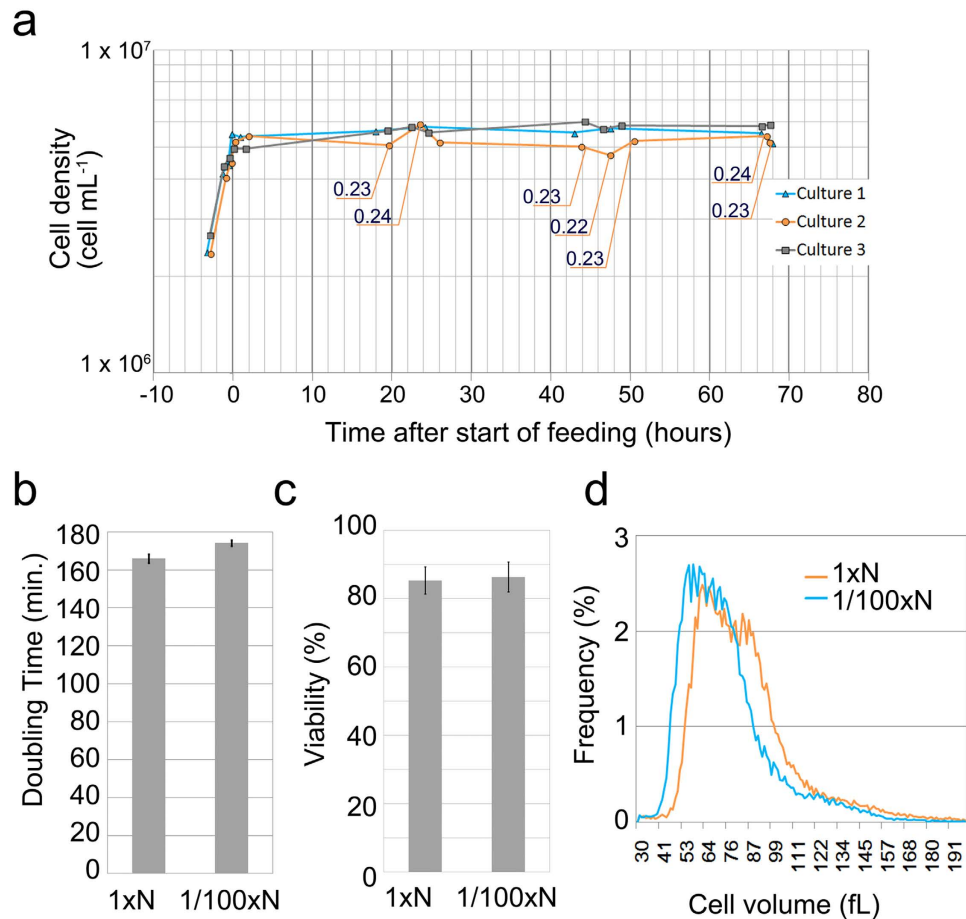 a
1 x 10⁷
Cell density
(cell mL⁻¹)
1 x 10⁶
0.23
0.24
0.23
0.22
0.23
0.24
0.23
Culture 1
Culture 2
Culture 3
-10 0 10 20 30 40 50 60 70 80
Time after start of feeding (hours)
b
Doubling Time (min.)
180
160
140
120
100
80
60
40
20
0
1xN 1/100xN
c
Viability (%)
100
80
60
40
20
0
1xN 1/100xN
d
Frequency (%)
3
2
1
0
1xN
1/100xN
30 41 53 64 76 87 99 111 122 134 145 157 168 180 191
Cell volume (fL)